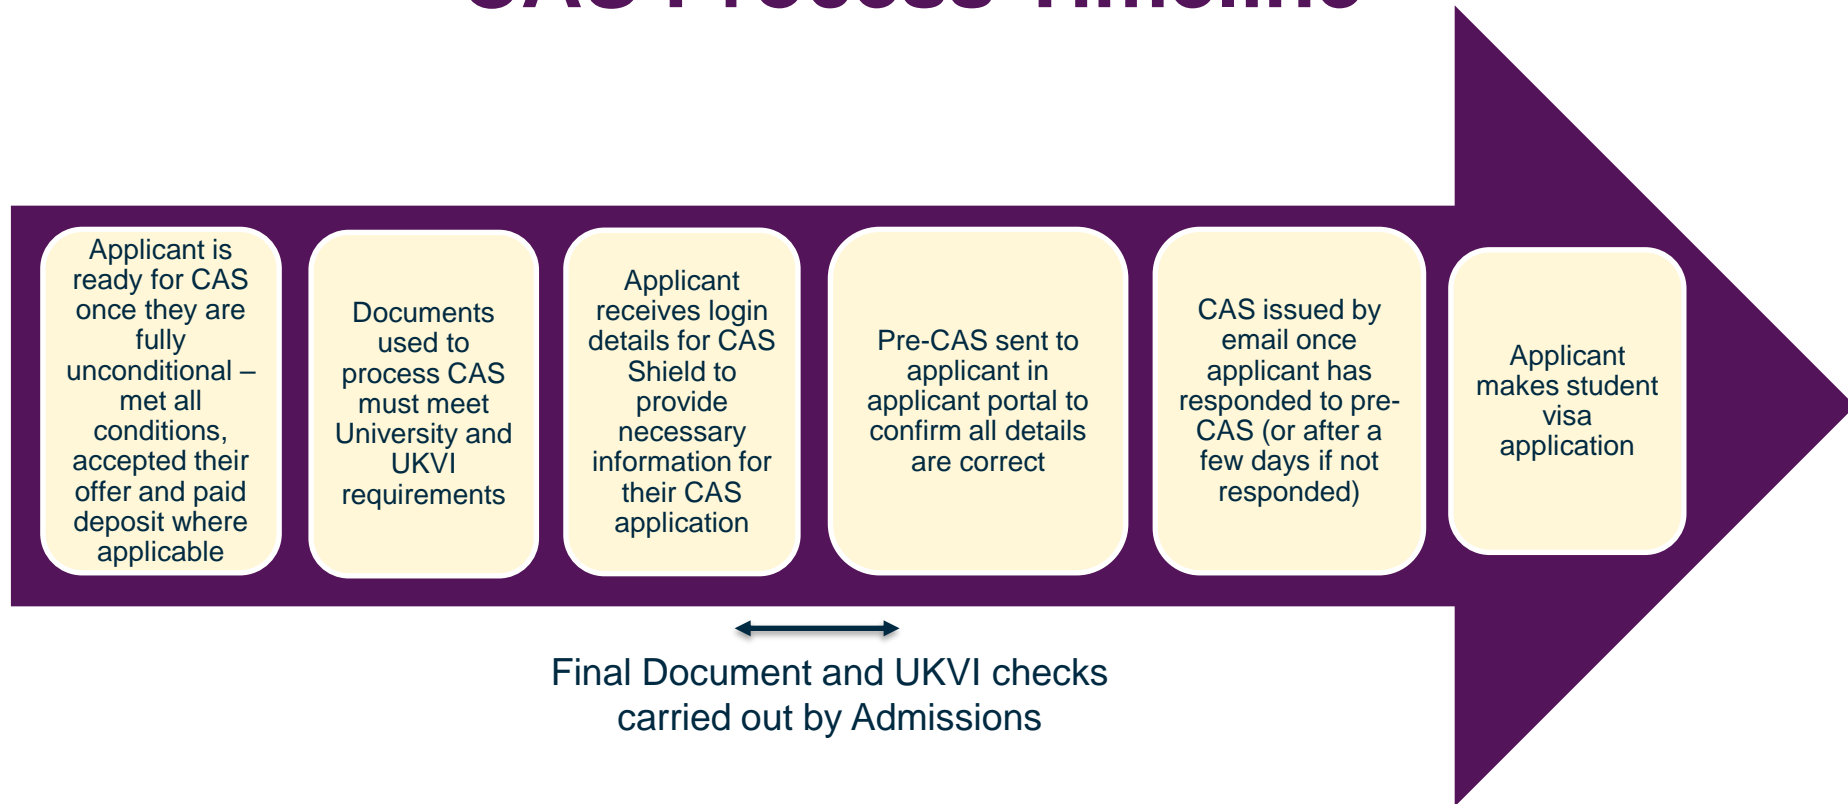 CAS Process Timeline
Applicant is
ready for CAS
once they are
fully
unconditional –
met all
conditions,
accepted their
offer and paid
deposit where
applicable
Documents
used to
process CAS
must meet
University and
UKVI
requirements
Applicant
receives login
details for CAS
Shield to
provide
necessary
information for
their CAS
application
Pre-CAS sent to
applicant in
applicant portal to
confirm all details
are correct
CAS issued by
email once
applicant has
responded to pre-
CAS (or after a
few days if not
responded)
Applicant
makes student
visa
application
Final Document and UKVI checks
carried out by Admissions